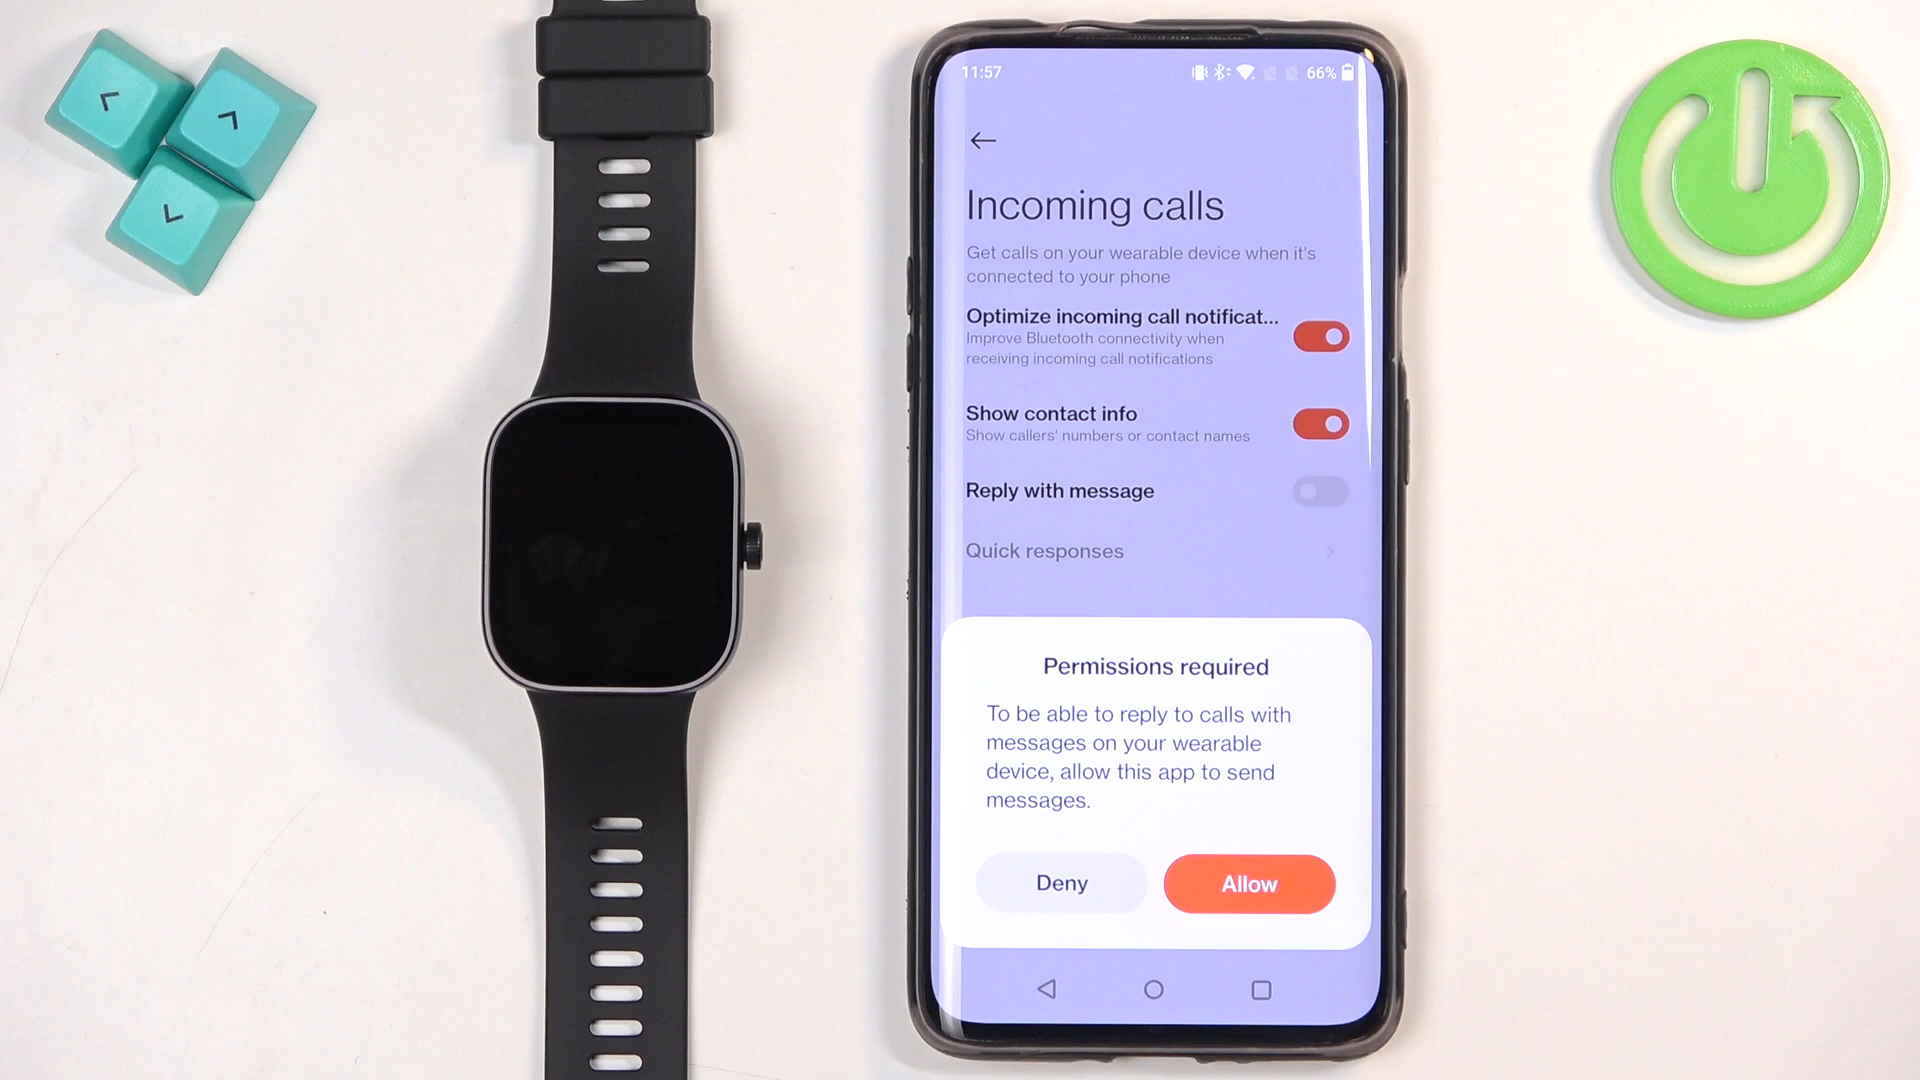 11:57
66%
Incoming calls
Get calls on your wearable device when it's
connected to your phone
Optimize incoming call notificat...
Improve Bluetooth connectivity when
receiving incoming call notifications
Show contact info
Show callers' numbers or contact names
Reply with message
Quick responses
Permissions required
To be able to reply to calls with
messages on your wearable
device, allow this app to send
messages.
Deny
Allow